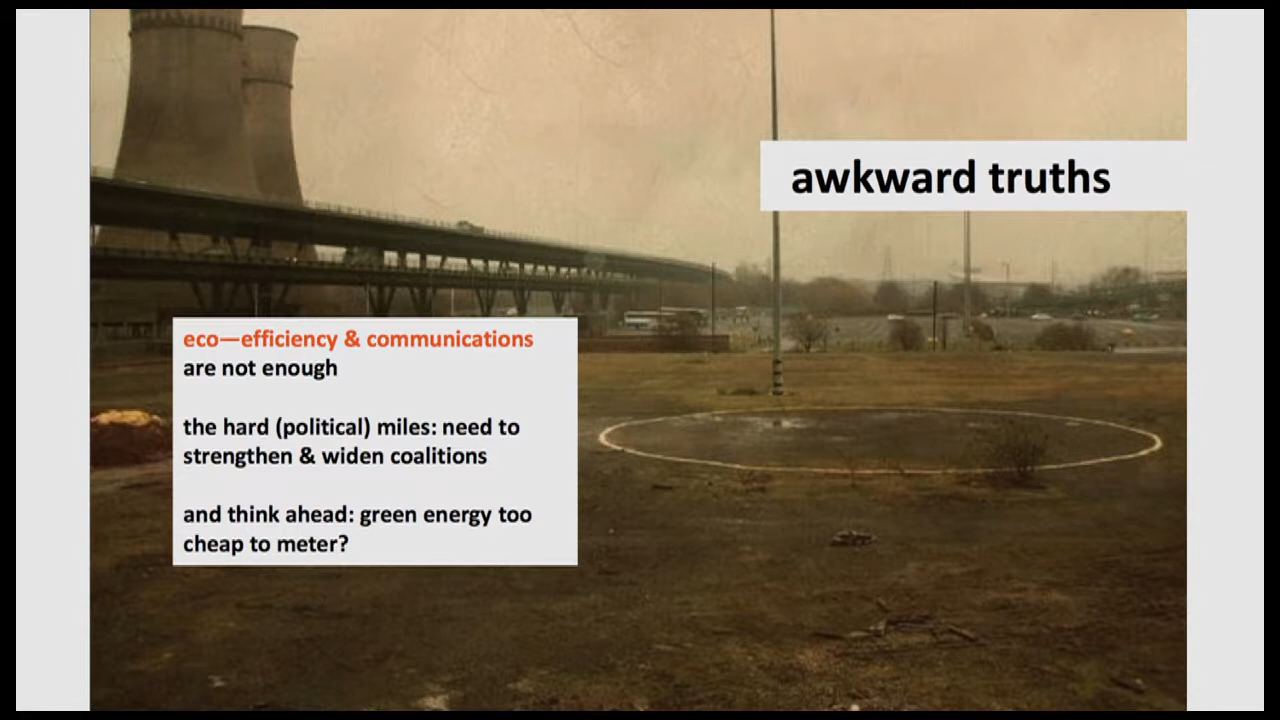 awkward truths
eco—efficiency & communications
are not enough
the hard (political) miles: need to
strengthen & widen coalitions
and think ahead: green energy too
cheap to meter?